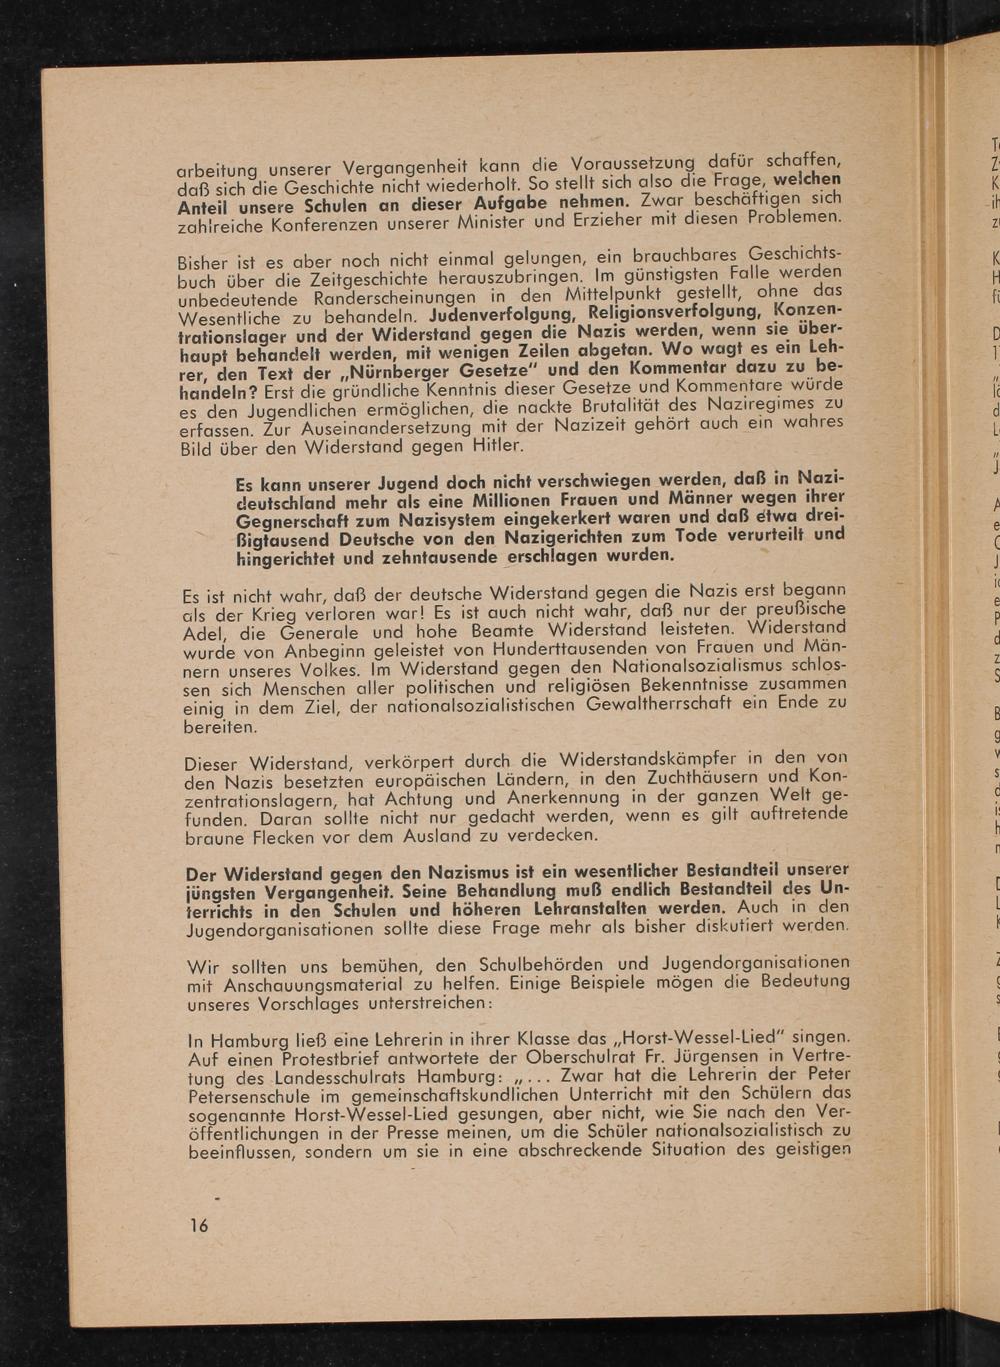 arbeitung unserer Vergangenheit kann die Voraussetzung dafür schaffen,
daß sich die Geschichte nicht wiederholt. So stellt sich also die Frage, welchen
Anteil unsere Schulen an dieser Aufgabe nehmen. Zwar beschäftigen sich
zahlreiche Konferenzen unserer Minister und Erzieher mit diesen Problemen.
Bisher ist es aber noch nicht einmal gelungen, ein brauchbares Geschichts-
buch über die Zeitgeschichte herauszubringen. Im günstigsten Falle werden
unbedeutende Randerscheinungen in den Mittelpunkt gestellt, ohne das
Wesentliche zu behandeln. Judenverfolgung, Religionsverfolgung, Konzen-
trationslager und der Widerstand gegen die Nazis werden, wenn sie über-
haupt behandelt werden, mit wenigen Zeilen abgetan. Wo wagt es ein Leh-
rer, den Text der „Nürnberger Gesetze" und den Kommentar dazu zu be-
handeln? Erst die gründliche Kenntnis dieser Gesetze und Kommentare würde
es den Jugendlichen ermöglichen, die nackte Brutalität des Naziregimes zu
erfassen. Zur Auseinandersetzung mit der Nazizeit gehört auch ein wahres
Bild über den Widerstand gegen Hitler.
Es kann unserer Jugend doch nicht verschwiegen werden, daß in Nazi-
deutschland mehr als eine Millionen Frauen und Männer wegen ihrer
Gegnerschaft zum Nazisystem eingekerkert waren und daß etwa drei-
ßigtausend Deutsche von den Nazigerichten zum Tode verurteilt und
hingerichtet und zehntausende erschlagen wurden.
Es ist nicht wahr, daß der deutsche Widerstand gegen die Nazis erst begann
als der Krieg verloren war! Es ist auch nicht wahr, daß nur der preußische
Adel, die Generale und hohe Beamte Widerstand leisteten. Widerstand
wurde von Anbeginn geleistet von Hunderttausenden von Frauen und Män-
nern unseres Volkes. Im Widerstand gegen den Nationalsozialismus schlos-
sen sich Menschen aller politischen und religiösen Bekenntnisse zusammen
einig in dem Ziel, der nationalsozialistischen Gewaltherrschaft ein Ende zu
bereiten.
Dieser Widerstand, verkörpert durch die Widerstandskämpfer in den von
den Nazis besetzten europäischen Ländern, in den Zuchthäusern und Kon-
zentrationslagern, hat Achtung und Anerkennung in der ganzen Welt ge-
funden. Daran sollte nicht nur gedacht werden, wenn es gilt auftretende
braune Flecken vor dem Ausland zu verdecken.
Der Widerstand gegen den Nazismus ist ein wesentlicher Bestandteil unserer
jüngsten Vergangenheit. Seine Behandlung muß endlich Bestandteil des Un-
terrichts in den Schulen und höheren Lehranstalten werden. Auch in den
Jugendorganisationen sollte diese Frage mehr als bisher diskutiert werden.
Wir sollten uns bemühen, den Schulbehörden und Jugendorganisationen
mit Anschauungsmaterial zu helfen. Einige Beispiele mögen die Bedeutung
unseres Vorschlages unterstreichen:
In Hamburg ließ eine Lehrerin in ihrer Klasse das „Horst-Wessel-Lied" singen.
Auf einen Protestbrief antwortete der Oberschulrat Fr. Jürgensen in Vertre-
tung des Landesschulrats Hamburg: „... Zwar hat die Lehrerin der Peter
Petersenschule im gemeinschaftskundlichen Unterricht mit den Schülern das
sogenannte Horst-Wessel-Lied gesungen, aber nicht, wie Sie nach den Ver-
öffentlichungen in der Presse meinen, um die Schüler nationalsozialistisch zu
beeinflussen, sondern um sie in eine abschreckende Situation des geistigen
16